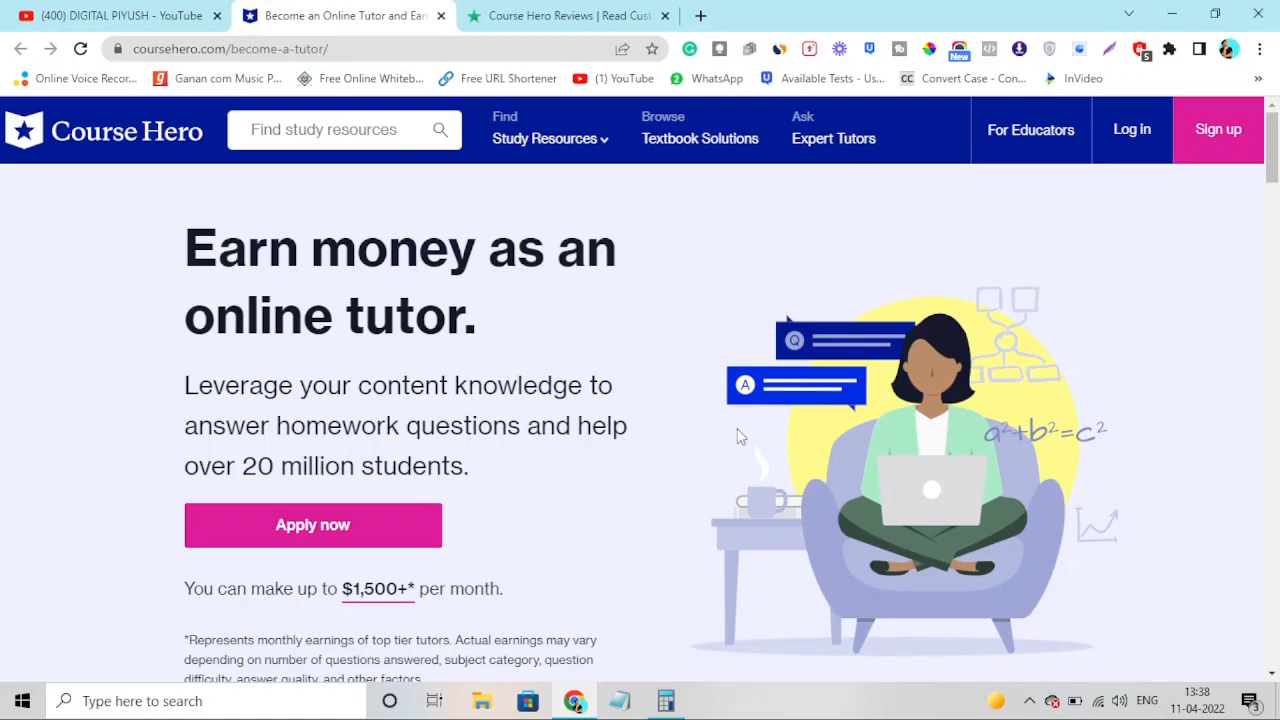 (400) DIGITAL PIYUSH - YouTube
Become an Online Tutor and Earn
Course Hero Reviews | Read Cust
coursehero.com/become-a-tutor/
New
5
Online Voice Recor...
Ganan com Music P...
Free Online Whiteb...
Free URL Shortener
(1) YouTube
WhatsApp
Available Tests - Us...
CC Convert Case - Con...
InVideo
»
Course Hero
Find study resources
Find
Study Resources
Browse
Textbook Solutions
Ask
Expert Tutors
For Educators
Log in
Sign up
Earn money as an
online tutor.
Leverage your content knowledge to
answer homework questions and help
over 20 million students.
Apply now
You can make up to $1,500+* per month.
*Represents monthly earnings of top tier tutors. Actual earnings may vary
depending on number of questions answered, subject category, question
difficulty, answer quality, and other factors.
Q
A
a²+b²=c²
Type here to search
ENG
13:38
11-04-2022
3